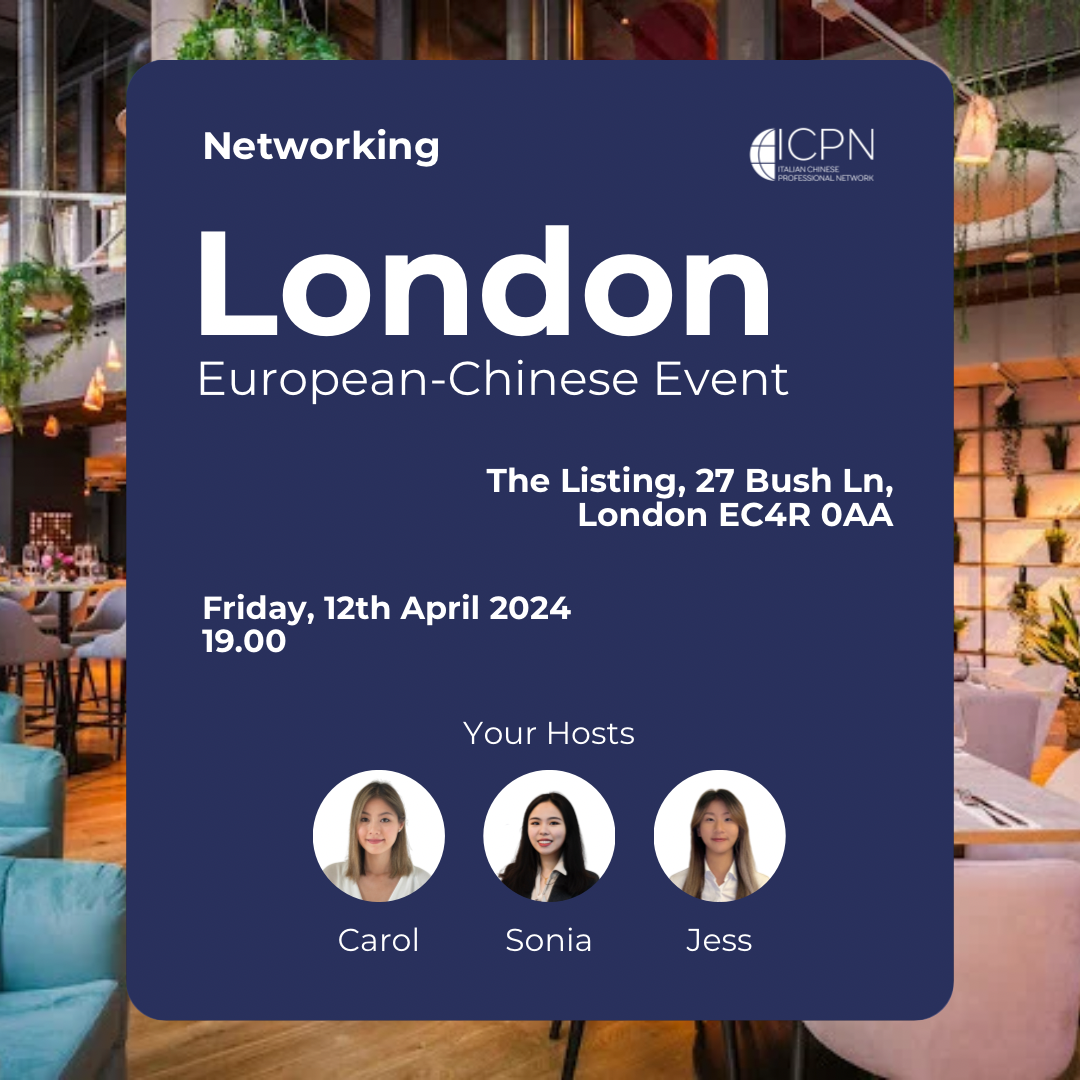 Networking
ICPN
ITALIAN CHINESE
PROFESSIONAL NETWORK
London
European-Chinese Event
The Listing, 27 Bush Ln,
London EC4R 0AA
Friday, 12th April 2024
19.00
Your Hosts
Carol
Sonia
Jess